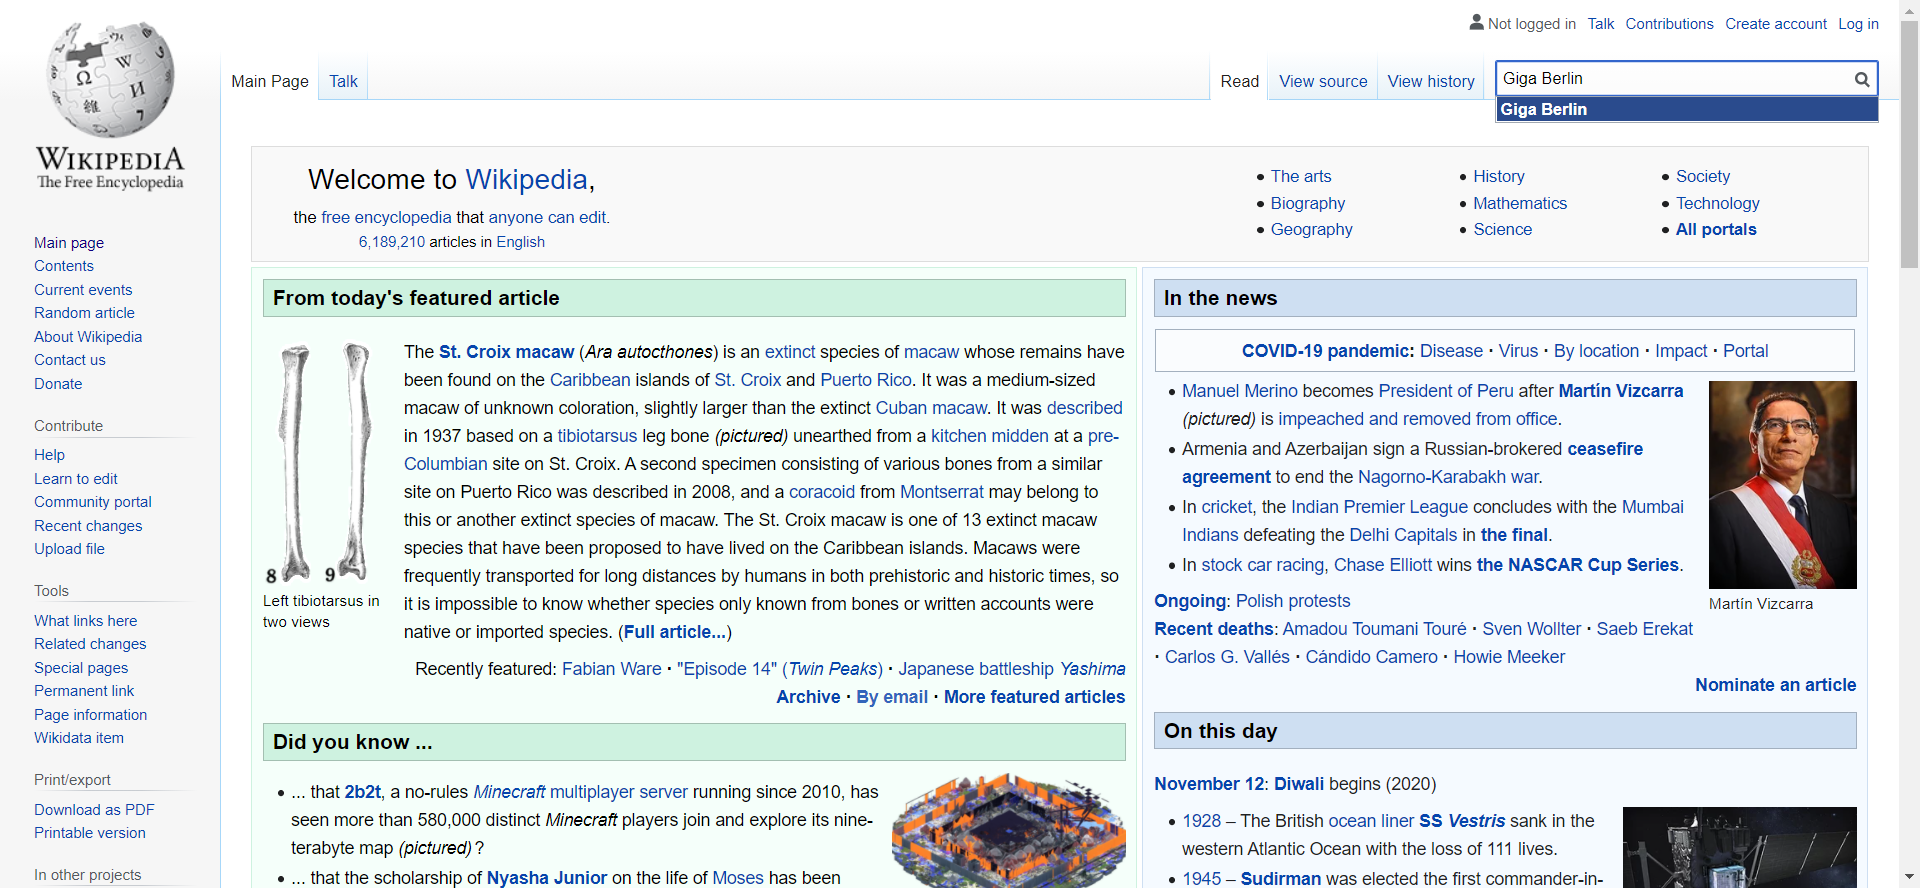 Not logged in Talk Contributions Create account Log in
Main Page Talk
Read View source View history
Giga Berlin
Giga Berlin
WIKIPEDIA
The Free Encyclopedia
Main page
Contents
Current events
Random article
About Wikipedia
Contact us
Donate
Contribute
Help
Learn to edit
Community portal
Recent changes
Upload file
Tools
What links here
Related changes
Special pages
Permanent link
Page information
Wikidata item
Print/export
Download as PDF
Printable version
In other projects
Welcome to Wikipedia,
the free encyclopedia that anyone can edit.
6,189,210 articles in English
• The arts
• Biography
• Geography
• History
• Mathematics
• Science
• Society
• Technology
• All portals
From today's featured article
8 9
Left tibiotarsus in
two views
The St. Croix macaw (Ara autocthones) is an extinct species of macaw whose remains have
been found on the Caribbean islands of St. Croix and Puerto Rico. It was a medium-sized
macaw of unknown coloration, slightly larger than the extinct Cuban macaw. It was described
in 1937 based on a tibiotarsus leg bone (pictured) unearthed from a kitchen midden at a pre-
Columbian site on St. Croix. A second specimen consisting of various bones from a similar
site on Puerto Rico was described in 2008, and a coracoid from Montserrat may belong to
this or another extinct species of macaw. The St. Croix macaw is one of 13 extinct macaw
species that have been proposed to have lived on the Caribbean islands. Macaws were
frequently transported for long distances by humans in both prehistoric and historic times, so
it is impossible to know whether species only known from bones or written accounts were
native or imported species. (Full article...)
Recently featured: Fabian Ware · "Episode 14" (Twin Peaks) · Japanese battleship Yashima
Archive · By email · More featured articles
Did you know ...
• ... that 2b2t, a no-rules Minecraft multiplayer server running since 2010, has
seen more than 580,000 distinct Minecraft players join and explore its nine-
terabyte map (pictured)?
• ... that the scholarship of Nyasha Junior on the life of Moses has been
In the news
COVID-19 pandemic: Disease · Virus · By location · Impact · Portal
• Manuel Merino becomes President of Peru after Martín Vizcarra
(pictured) is impeached and removed from office.
• Armenia and Azerbaijan sign a Russian-brokered ceasefire
agreement to end the Nagorno-Karabakh war.
• In cricket, the Indian Premier League concludes with the Mumbai
Indians defeating the Delhi Capitals in the final.
• In stock car racing, Chase Elliott wins the NASCAR Cup Series.
Martín Vizcarra
Ongoing: Polish protests
Recent deaths: Amadou Toumani Touré · Sven Wollter · Saeb Erekat
· Carlos G. Vallés · Cándido Camero · Howie Meeker
Nominate an article
On this day
November 12: Diwali begins (2020)
• 1928 – The British ocean liner SS Vestris sank in the
western Atlantic Ocean with the loss of 111 lives.
• 1945 – Sudirman was elected the first commander-in-